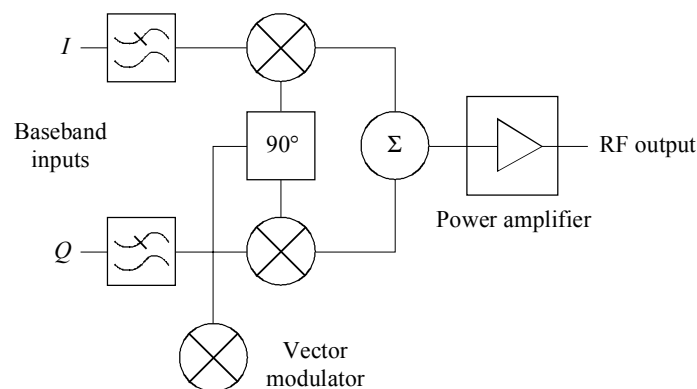 I
Baseband
inputs
90°
Σ
RF output
Power amplifier
Q
Vector
modulator